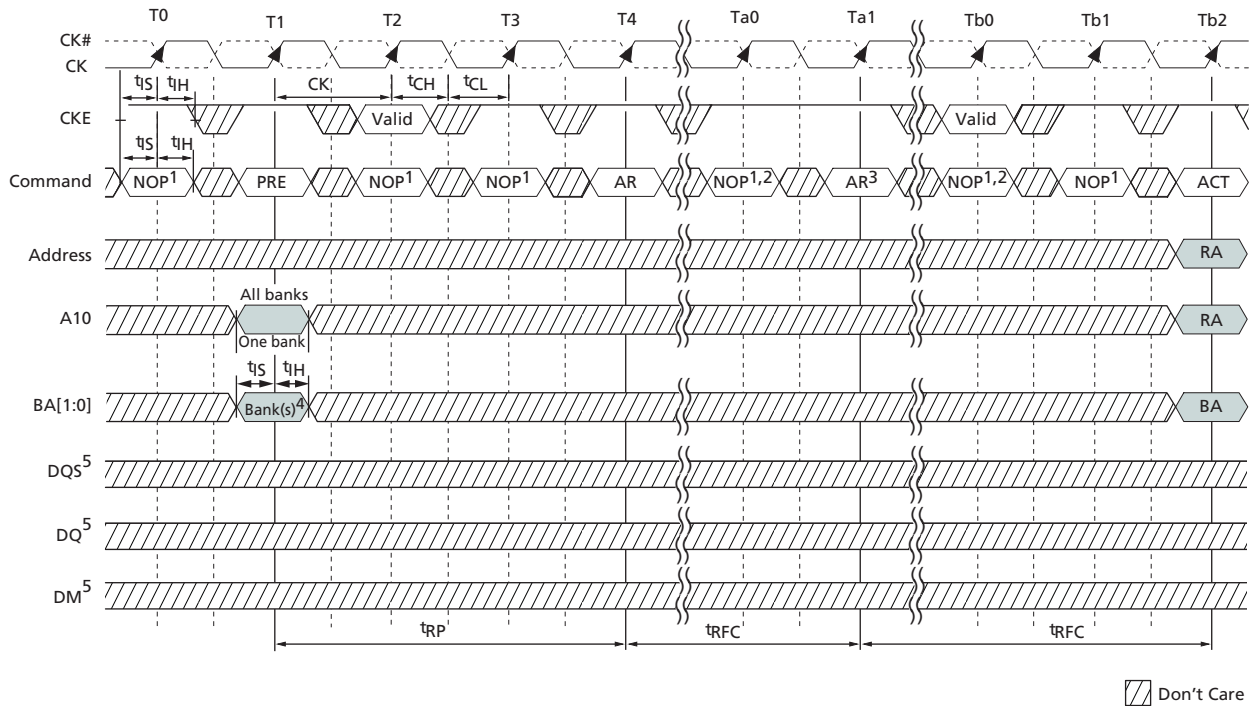 T0 T1 T2 T3 T4 Ta0 Ta1 Tb0 Tb1 Tb2
CK#
CK
tIS tIH CK tCH tCL
CKE Valid Valid
tIS tIH
Command NOP1 PRE NOP1 NOP1 AR NOP1,2 AR3 NOP1,2 NOP1 ACT
Address RA
All banks
A10 RA
One bank
tIS tIH
BA[1:0] Bank(s)4 BA
DQS5
DQ5
DM5
tRP tRFC tRFC
Don't Care